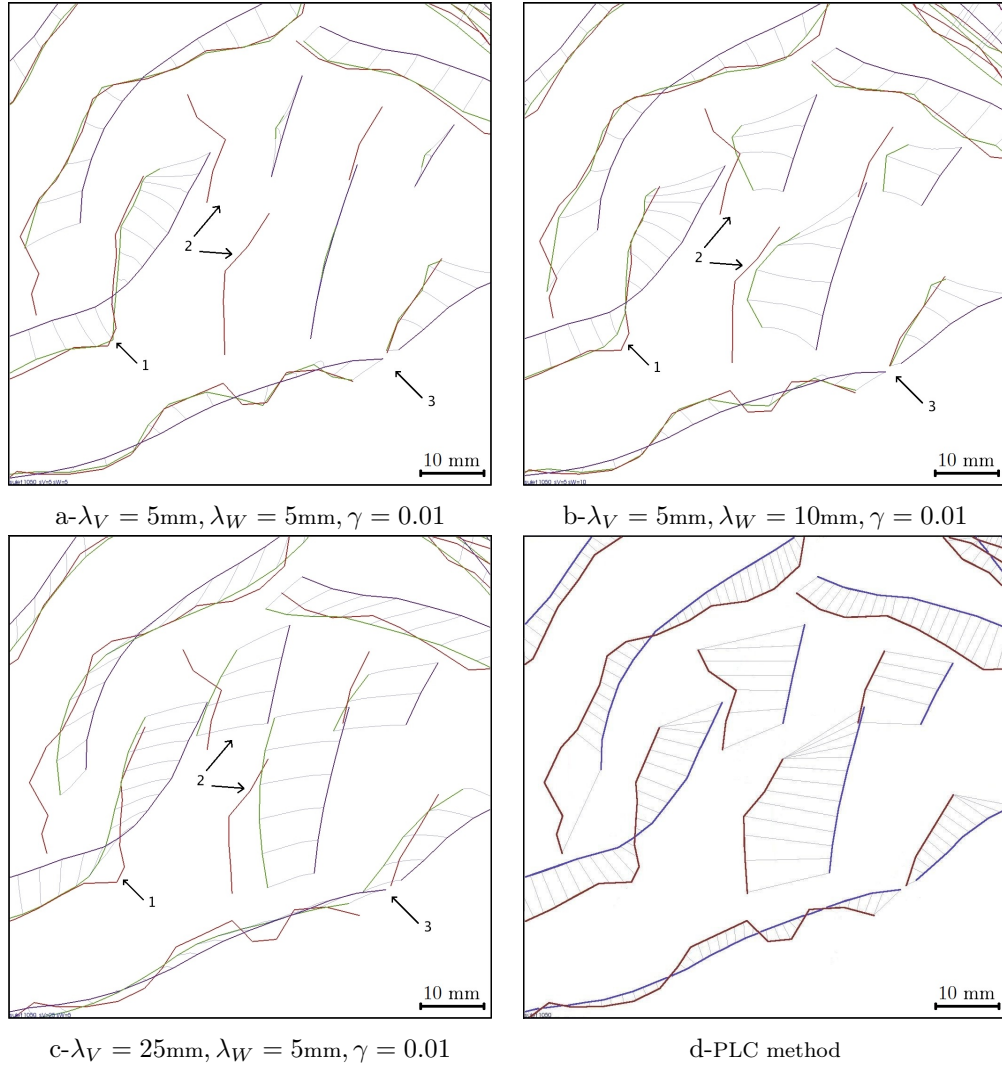 1
2
3
10 mm
1
2
3
10 mm
a-λ_V = 5mm, λ_W = 5mm, γ = 0.01
b-λ_V = 5mm, λ_W = 10mm, γ = 0.01
1
2
3
10 mm
10 mm
c-λ_V = 25mm, λ_W = 5mm, γ = 0.01
d-PLC method